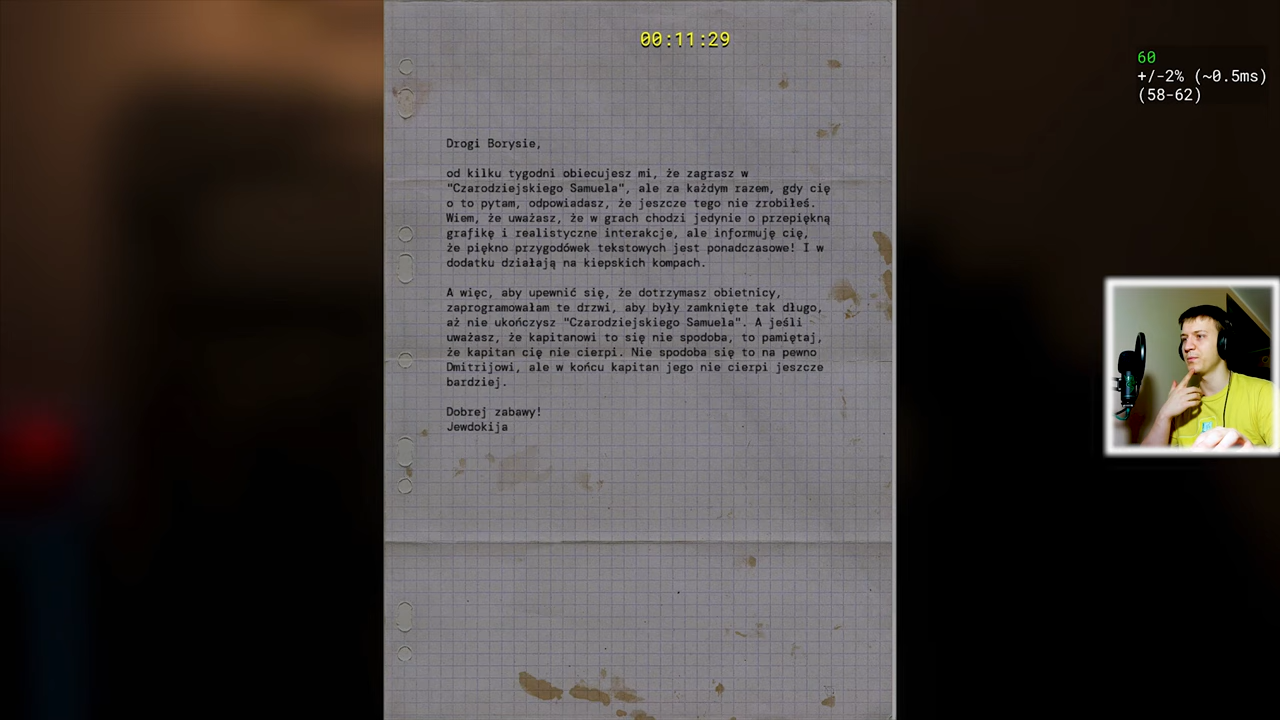 00:11:29
60
+/-2% (~0.5ms)
(58-62)
Drogi Borysie,
od kilku tygodni obiecujesz mi, że zagrasz w
"Czarodziejskiego Samuela", ale za każdym razem, gdy cię
o to pytam, odpowiadasz, że jeszcze tego nie zrobiłeś.
Wiem, że uważasz, że w grach chodzi jedynie o przepiękną
grafikę i realistyczne interakcje, ale informuję cię,
że piękno przygodówek tekstowych jest ponadczasowe! I w
dodatku działają na kiepskich kompach.
A więc, aby upewnić się, że dotrzymasz obietnicy,
zaprogramowałam te drzwi, aby były zamknięte tak długo,
aż nie ukończysz "Czarodziejskiego Samuela". A jeśli
uważasz, że kapitanowi to się nie spodoba, to pamiętaj,
że kapitan cię nie cierpi. Nie spodoba się to na pewno
Dmitrijowi, ale w końcu kapitan jego nie cierpi jeszcze
bardziej.
Dobrej zabawy!
Jewdokija